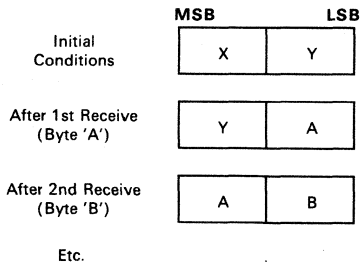 MSB LSB
Initial
Conditions
X Y
After 1st Receive
(Byte 'A')
Y A
After 2nd Receive
(Byte 'B')
A B
Etc.